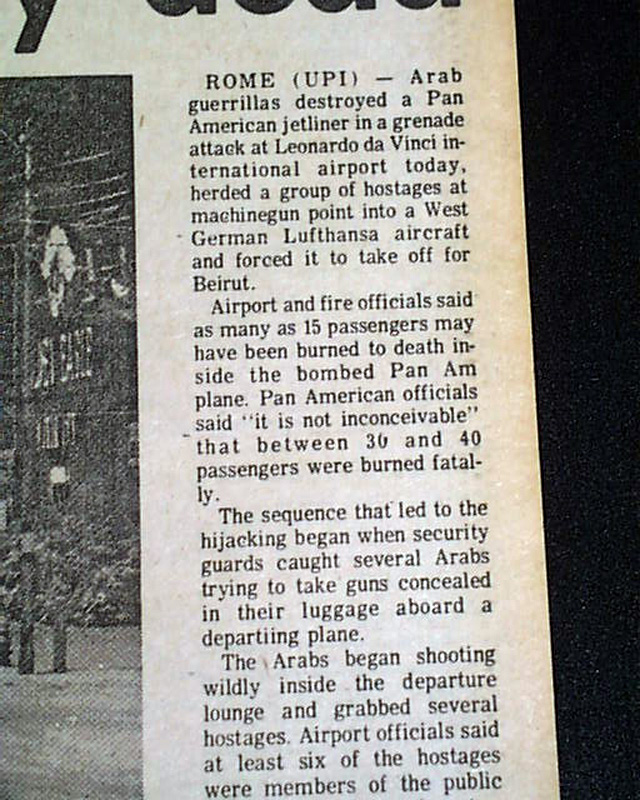 ROME (UPI) — Arab
guerrillas destroyed a Pan
American jetliner in a grenade
attack at Leonardo da Vinci in-
ternational airport today,
herded a group of hostages at
machinegun point into a West
German Lufthansa aircraft
and forced it to take off for
Beirut.
Airport and fire officials said
as many as 15 passengers may
have been burned to death in-
side the bombed Pan Am
plane. Pan American officials
said "it is not inconceivable"
that between 30 and 40
passengers were burned fatal-
ly.
The sequence that led to the
hijacking began when security
guards caught several Arabs
trying to take guns concealed
in their luggage aboard a
departiing plane.
The Arabs began shooting
wildly inside the departure
lounge and grabbed several
hostages. Airport officials said
at least six of the hostages
were members of the public